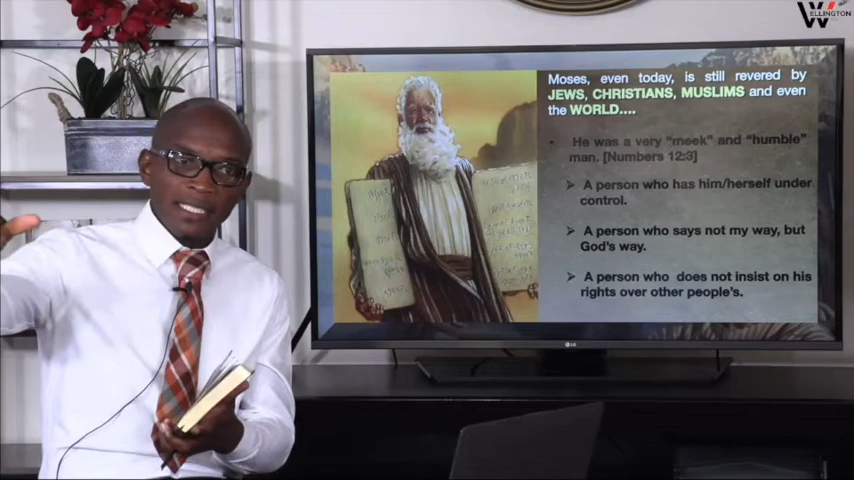 WELLINGTON
Moses, even today, is still revered by
JEWS, CHRISTIANS, MUSLIMS and even
the WORLD....
• He was a very "meek" and "humble"
man. [Numbers 12:3]
➢ A person who has him/herself under
control.
➢ A person who says not my way, but
God's way.
➢ A person who does not insist on his
rights over other people's.
LG